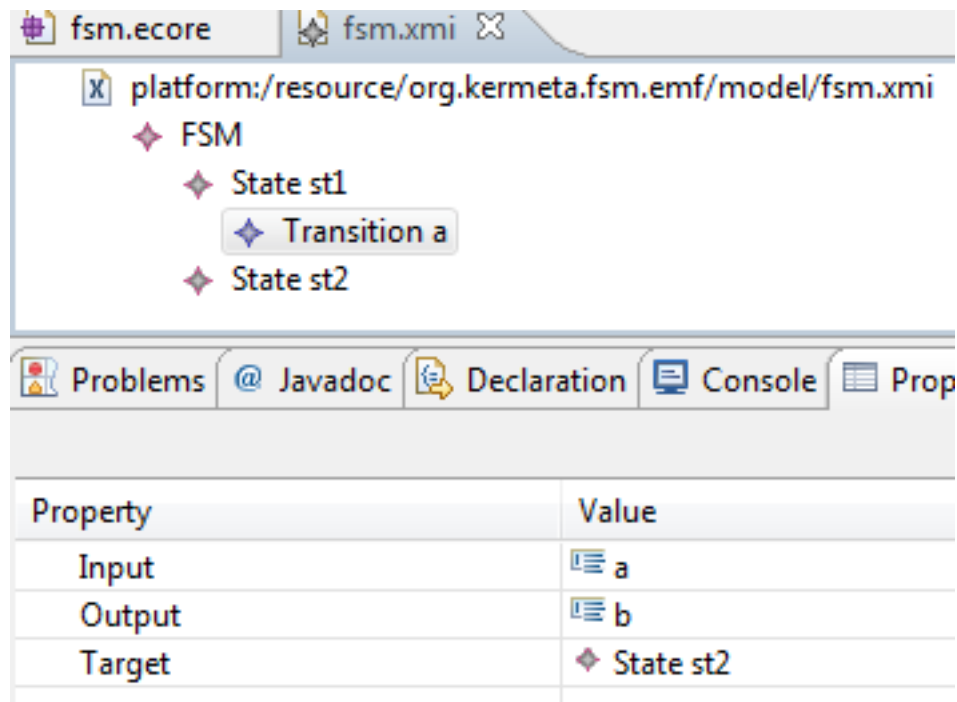 fsm.ecore fsm.xmi
platform:/resource/org.kermeta.fsm.emf/model/fsm.xmi
FSM
State st1
Transition a
State st2
Problems @ Javadoc Declaration Console Prop
Property Value
Input a
Output b
Target State st2